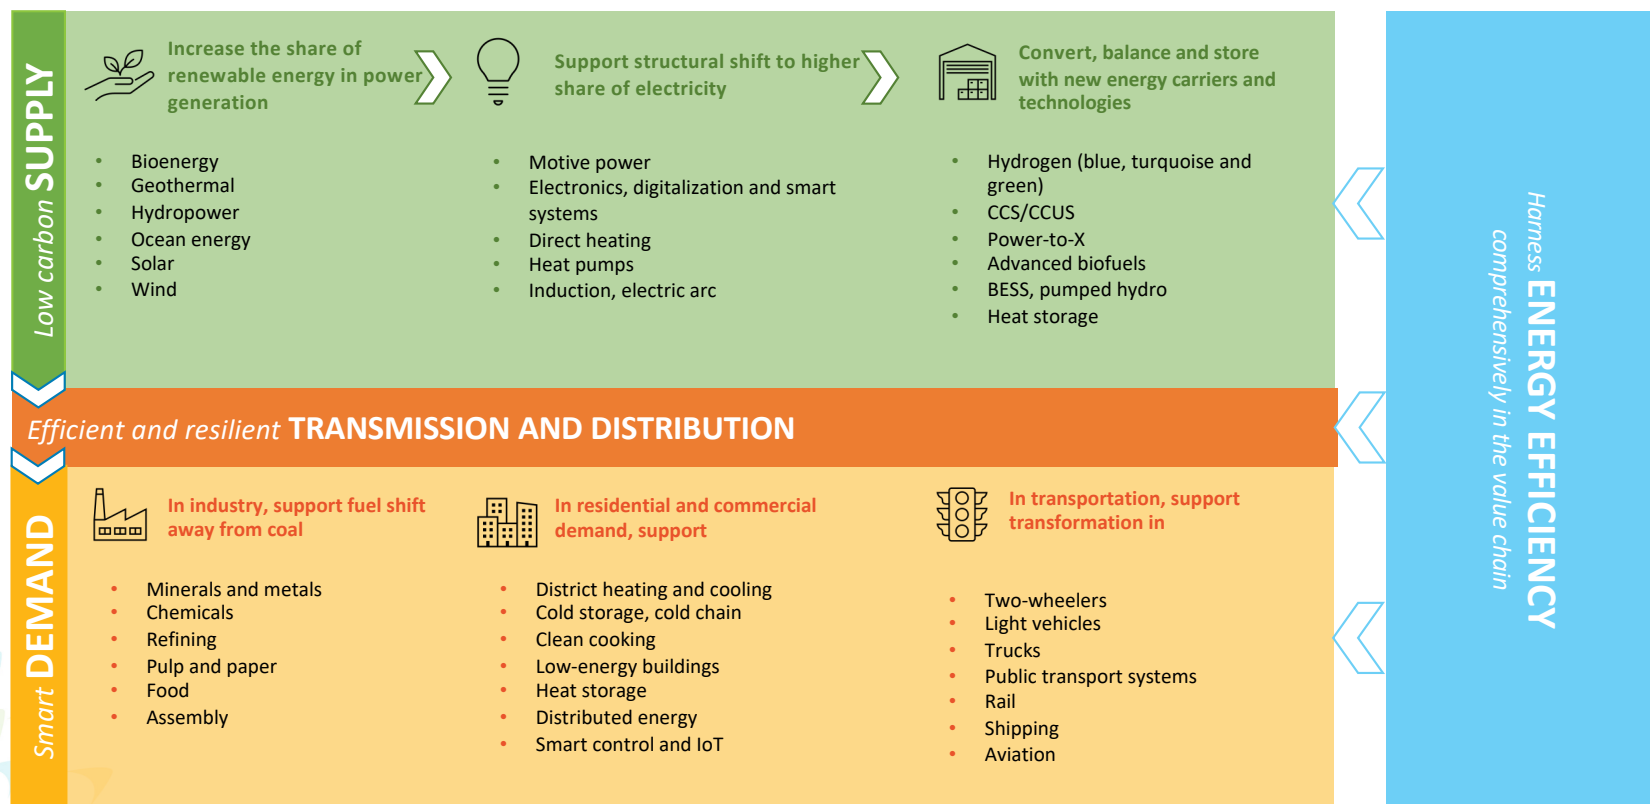 Low carbon SUPPLY
Increase the share of
renewable energy in power
generation
• Bioenergy
• Geothermal
• Hydropower
• Ocean energy
• Solar
• Wind
Support structural shift to higher
share of electricity
• Motive power
• Electronics, digitalization and smart
systems
• Direct heating
• Heat pumps
• Induction, electric arc
Convert, balance and store
with new energy carriers and
technologies
• Hydrogen (blue, turquoise and
green)
• CCS/CCUS
• Power-to-X
• Advanced biofuels
• BESS, pumped hydro
• Heat storage
Efficient and resilient TRANSMISSION AND DISTRIBUTION
Smart DEMAND
In industry, support fuel shift
away from coal
• Minerals and metals
• Chemicals
• Refining
• Pulp and paper
• Food
• Assembly
In residential and commercial
demand, support
• District heating and cooling
• Cold storage, cold chain
• Clean cooking
• Low-energy buildings
• Heat storage
• Distributed energy
• Smart control and IoT
In transportation, support
transformation in
• Two-wheelers
• Light vehicles
• Trucks
• Public transport systems
• Rail
• Shipping
• Aviation
Harness ENERGY EFFICIENCY
comprehensively in the value chain